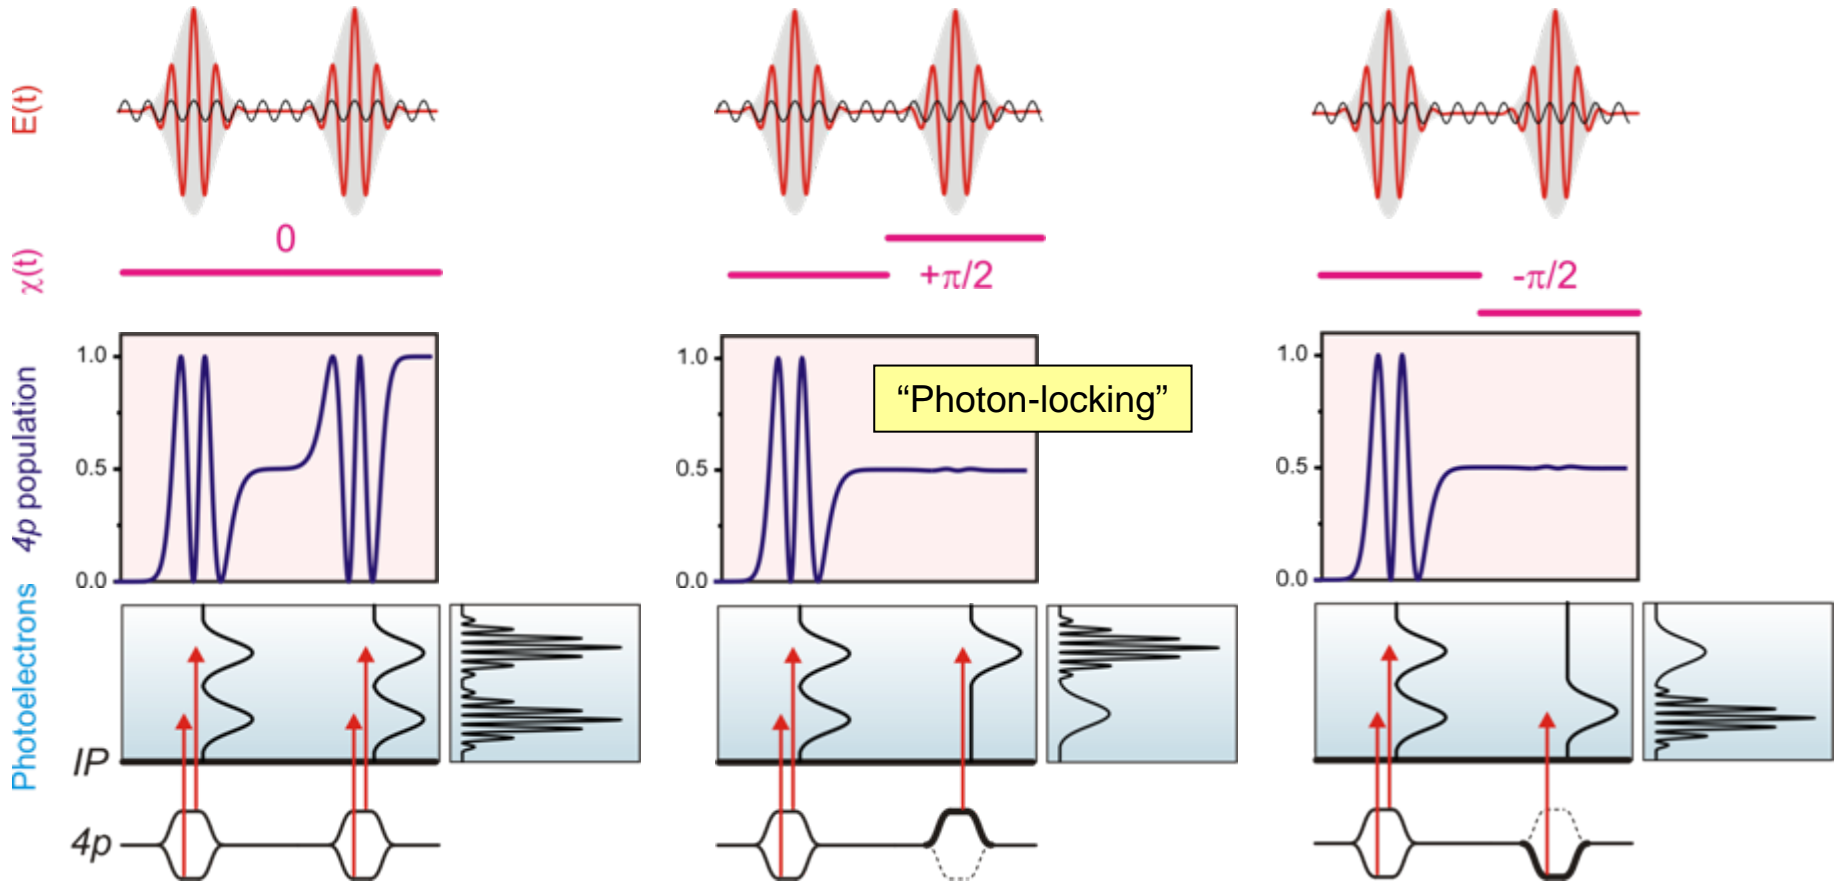 E(t)
χ(t)
0
+π/2
-π/2
4p population
1.0
0.5
0.0
1.0
0.5
0.0
1.0
0.5
0.0
“Photon-locking”
Photoelectrons
IP
4p